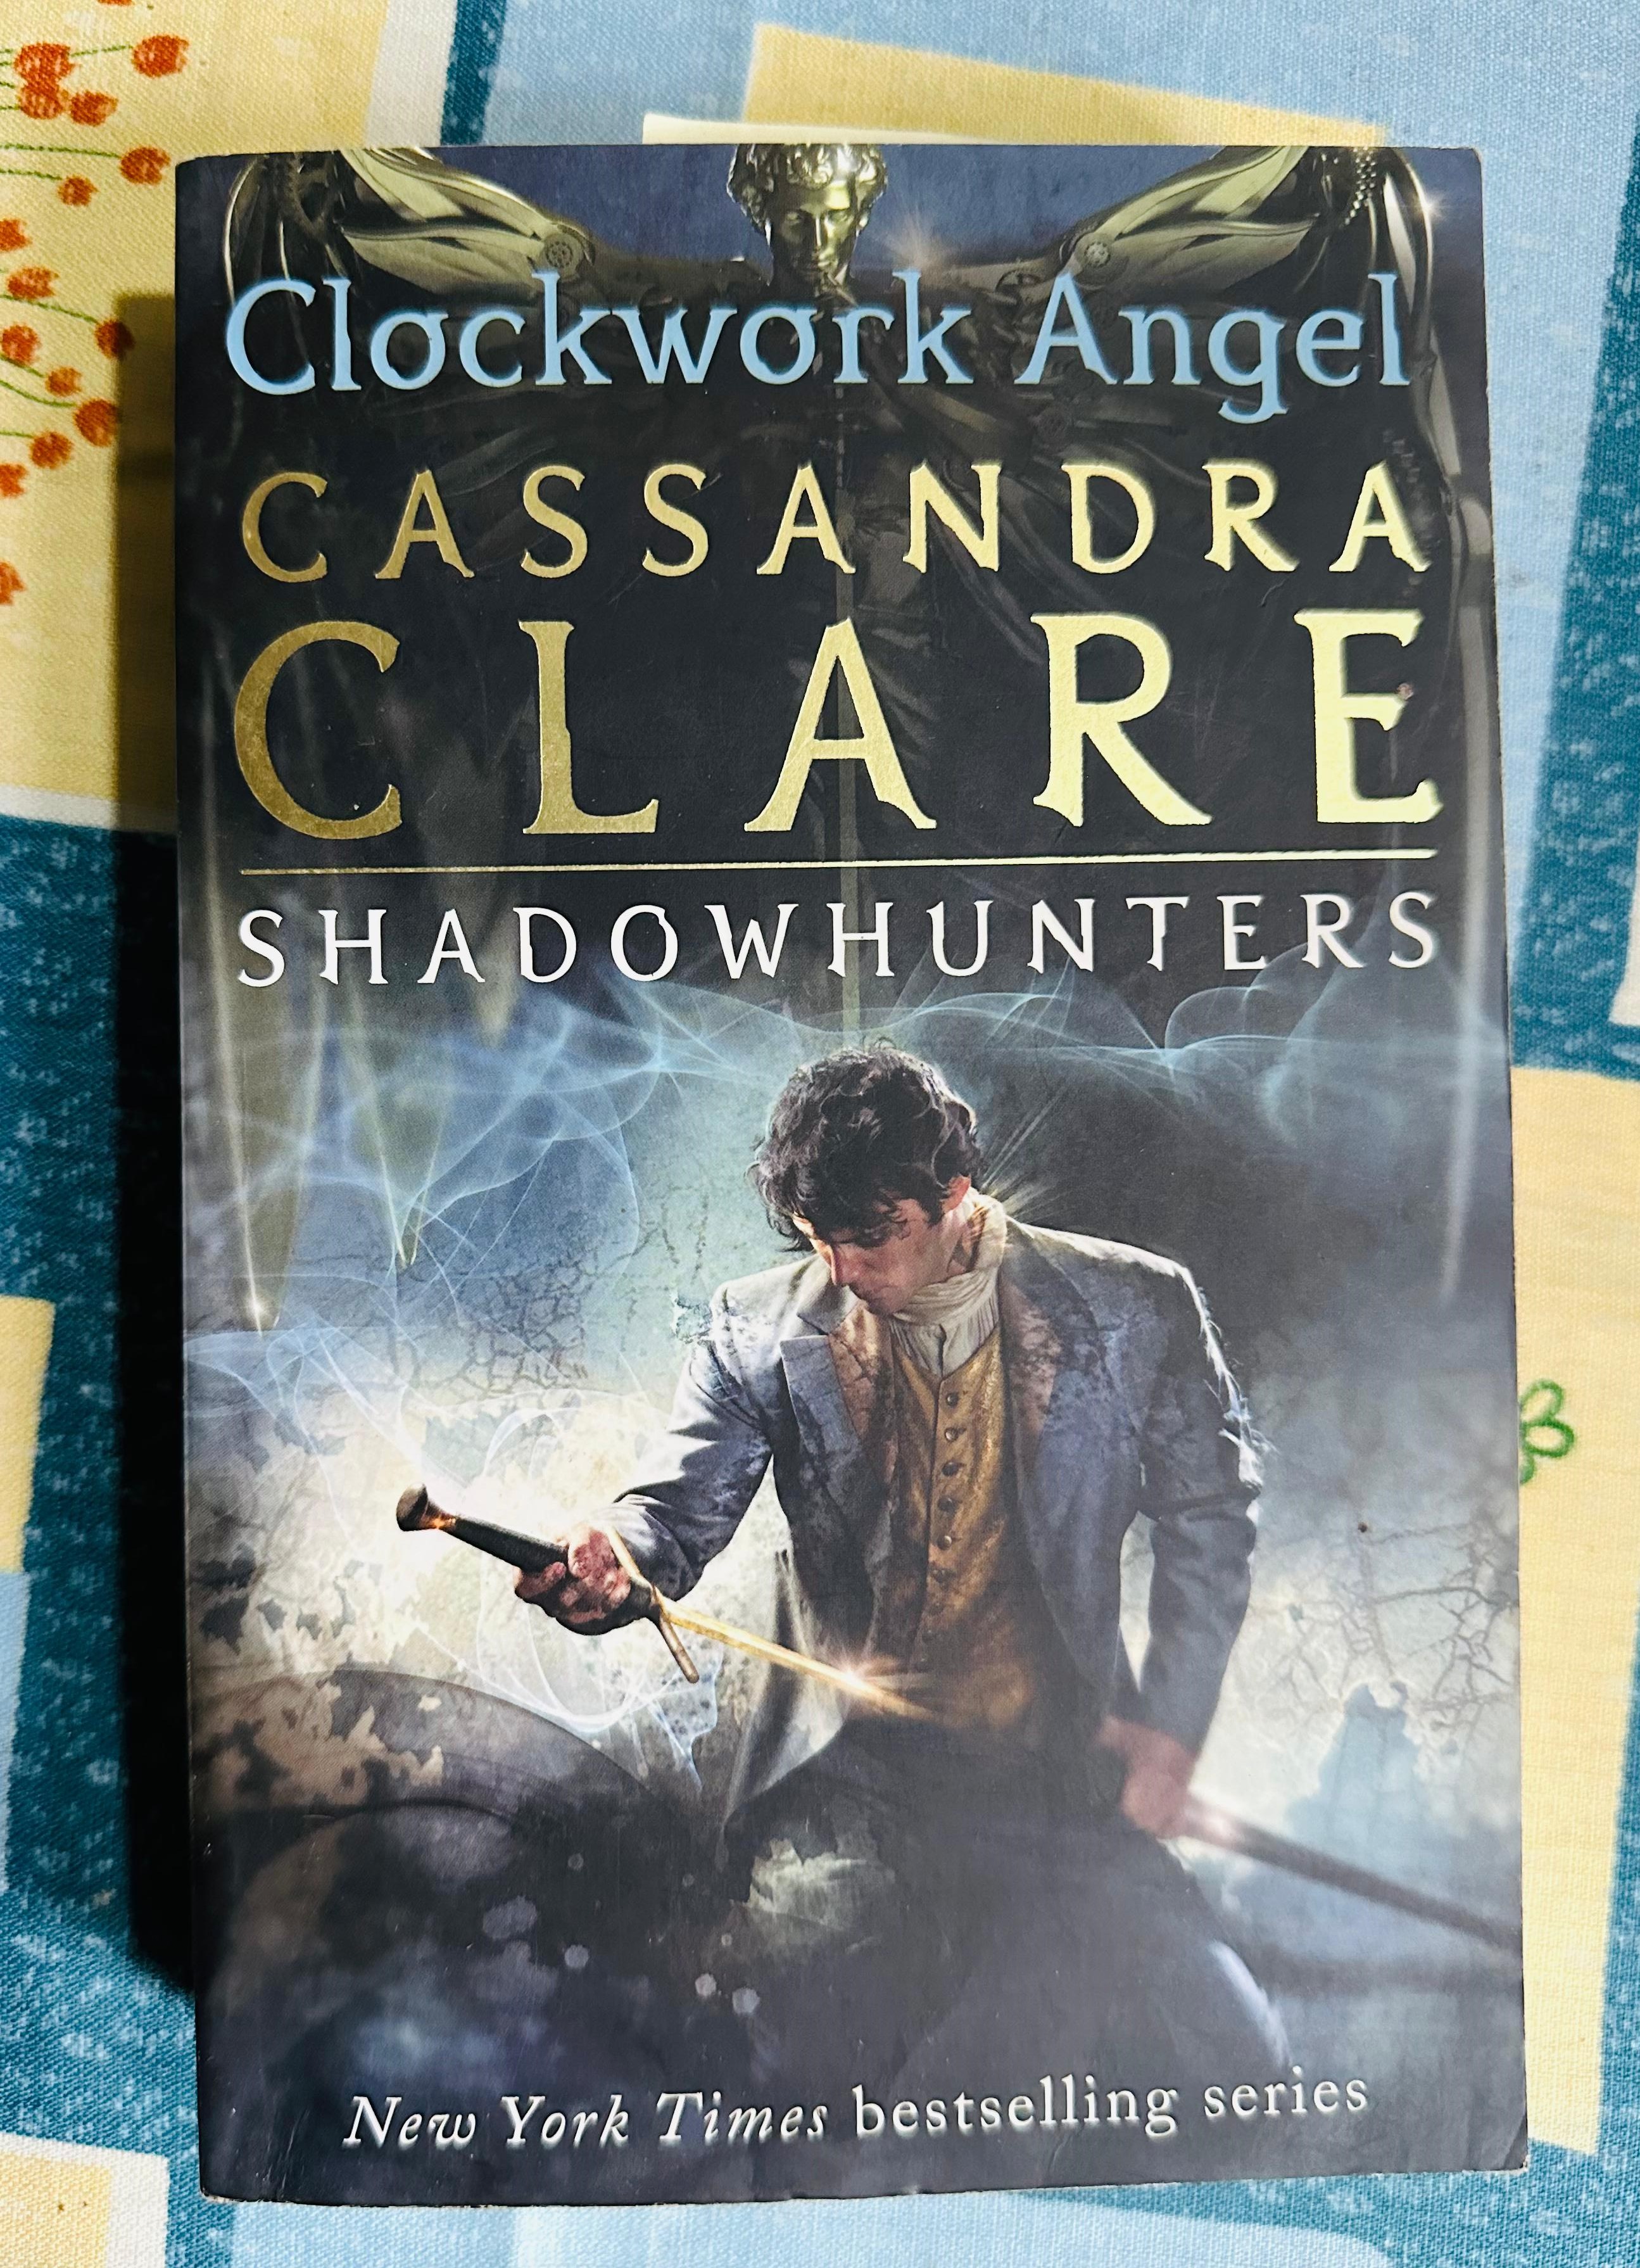 Clockwork Angel
CASSANDRA
CLARE
SHADOWHUNTERS
New York Times bestselling series